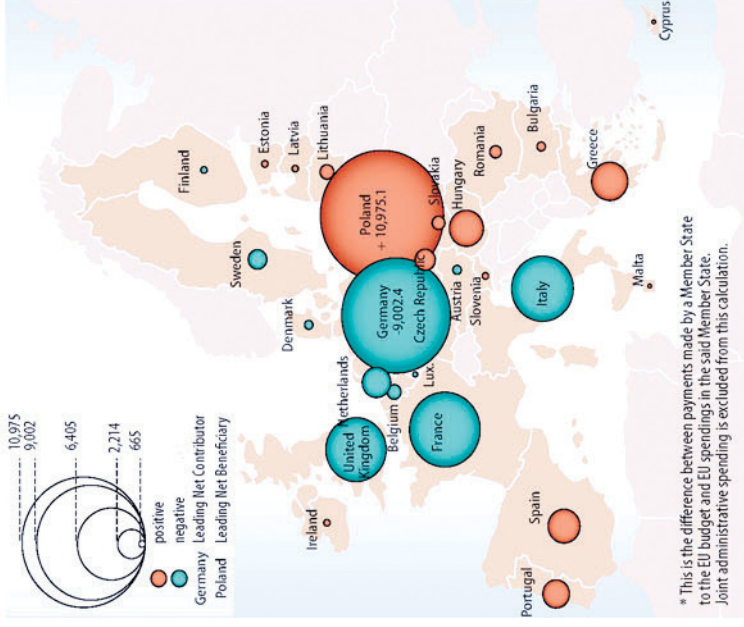 10,975
9,002
6,405
2,214
665
positive
negative
Germany Leading Net Contributor
Poland Leading Net Beneficiary
Finland
Estonia
Latvia
Lithuania
Sweden
Denmark
Ireland
United
Kingdom
Netherlands
Belgium
Lux.
Germany
-9,002.4
Poland
+ 10,975.1
Czech Republic
Slovakia
Hungary
Austria
Slovenia
Romania
Bulgaria
France
Italy
Spain
Portugal
Greece
Malta
Cyprus
* This is the difference between payments made by a Member State
to the EU budget and EU spendings in the said Member State.
Joint administrative spending is excluded from this calculation.